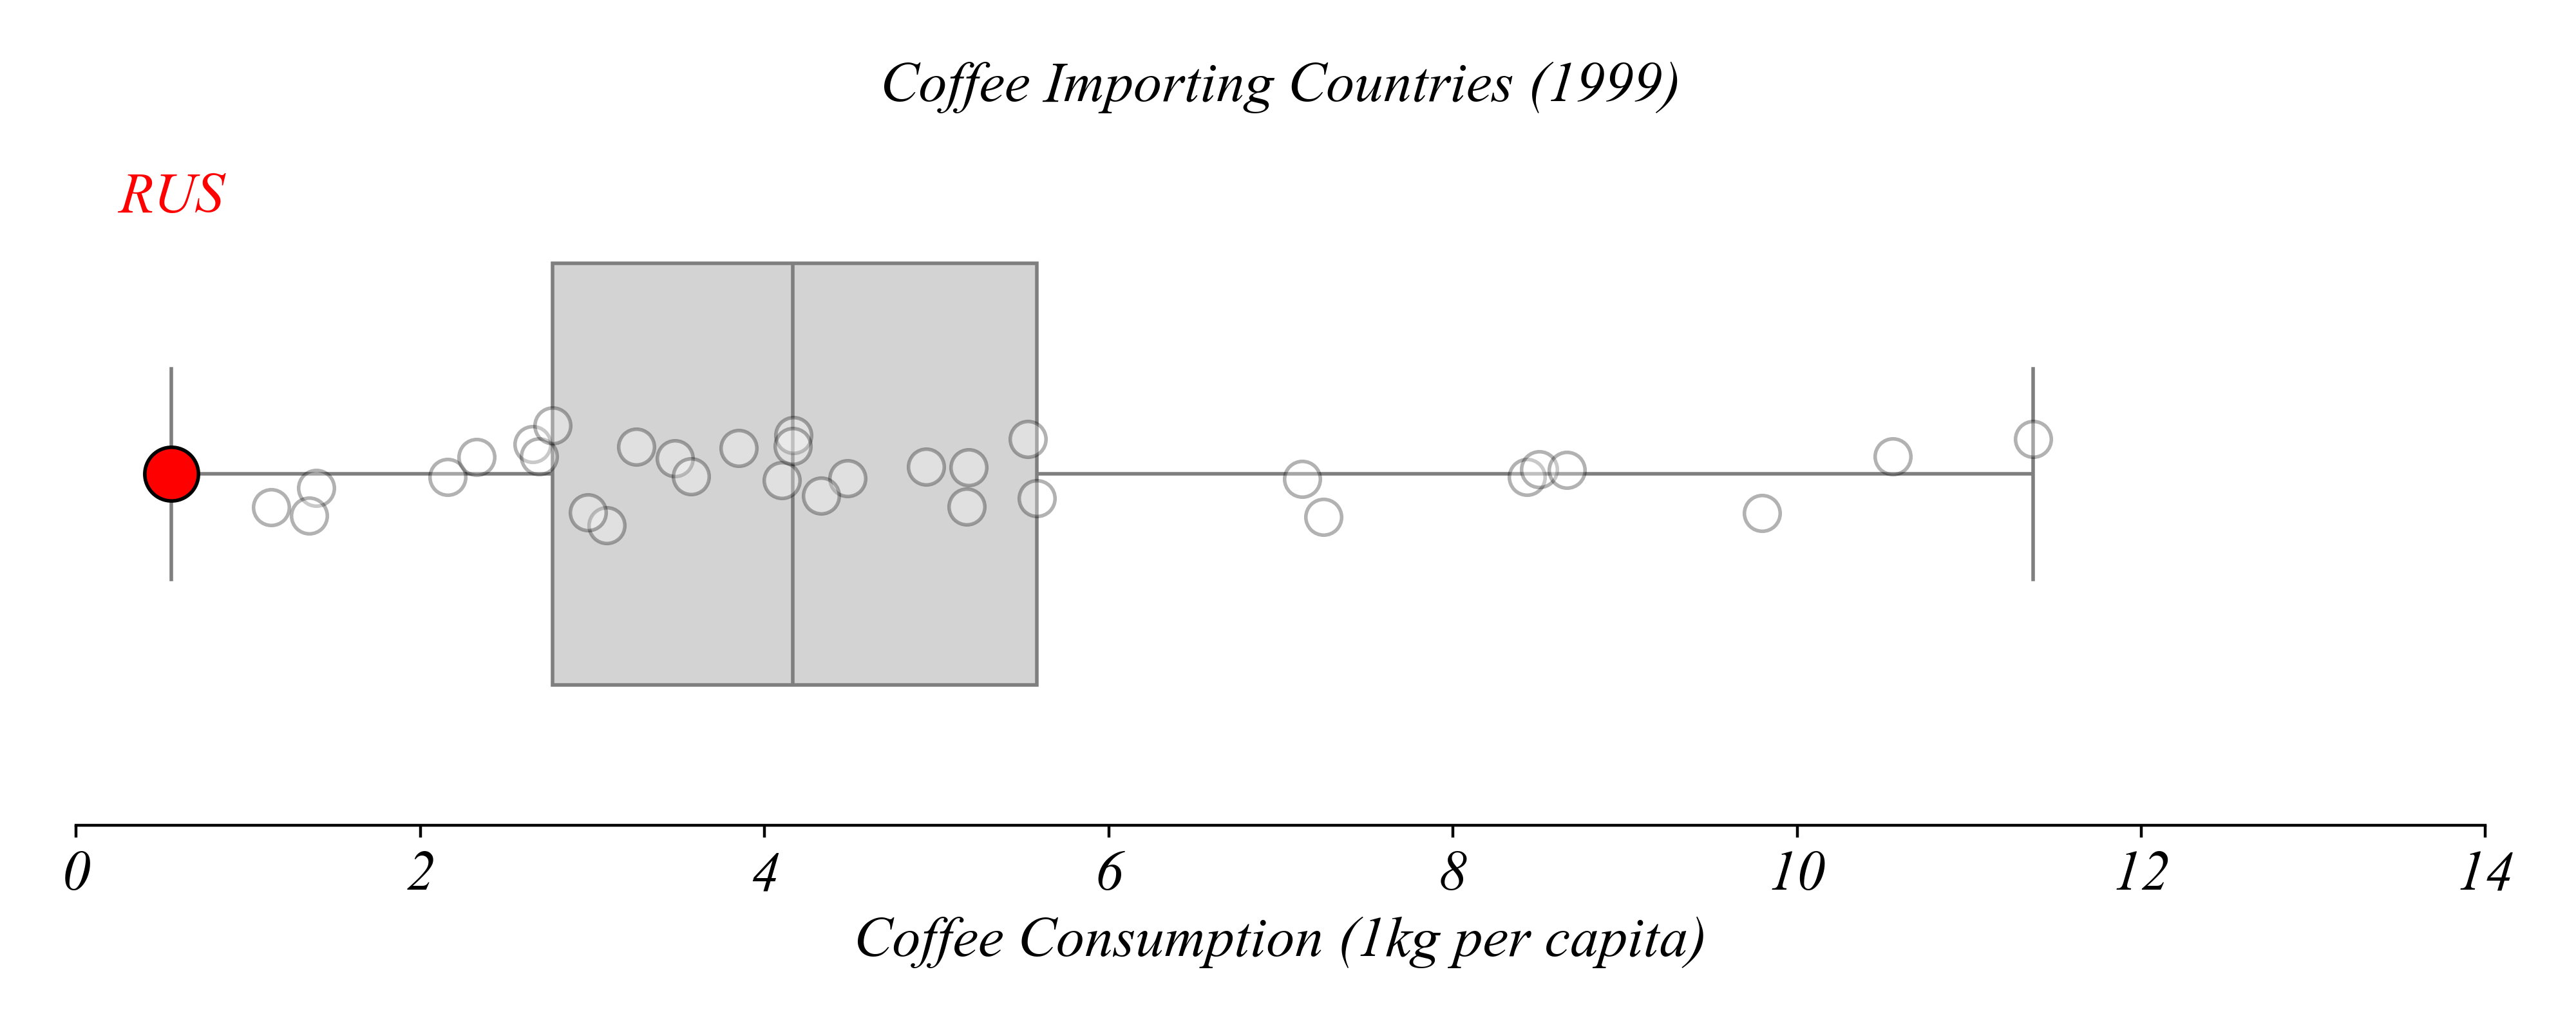 Coffee Importing Countries (1999)
RUS
0 2 4 6 8 10 12 14
Coffee Consumption (1kg per capita)